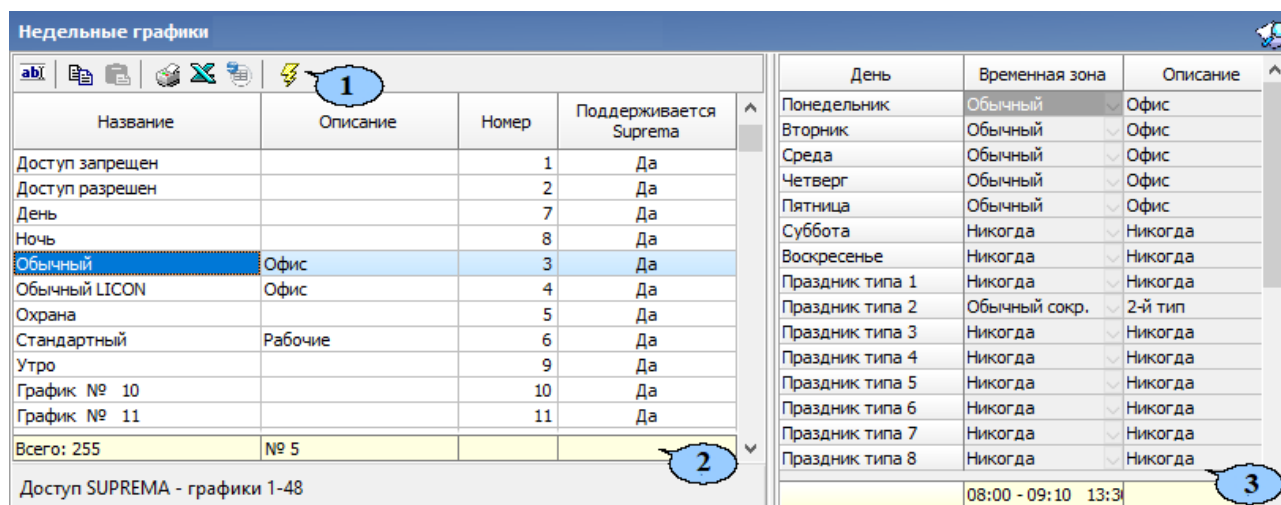 Недельные графики
abI
1
Название Описание Номер Поддерживается Suprema
Доступ запрещен 1 Да
Доступ разрешен 2 Да
День 7 Да
Ночь 8 Да
Обычный Офис 3 Да
Обычный LICON Офис 4 Да
Охрана 5 Да
Стандартный Рабочие 6 Да
Утро 9 Да
График № 10 10 Да
График № 11 11 Да
Всего: 255 № 5
2
Доступ SUPREMA - графики 1-48
День Временная зона Описание
Понедельник Обычный Офис
Вторник Обычный Офис
Среда Обычный Офис
Четверг Обычный Офис
Пятница Обычный Офис
Суббота Никогда Никогда
Воскресенье Никогда Никогда
Праздник типа 1 Никогда Никогда
Праздник типа 2 Обычный сокр. 2-й тип
Праздник типа 3 Никогда Никогда
Праздник типа 4 Никогда Никогда
Праздник типа 5 Никогда Никогда
Праздник типа 6 Никогда Никогда
Праздник типа 7 Никогда Никогда
Праздник типа 8 Никогда Никогда
3
08:00 - 09:10 13:3